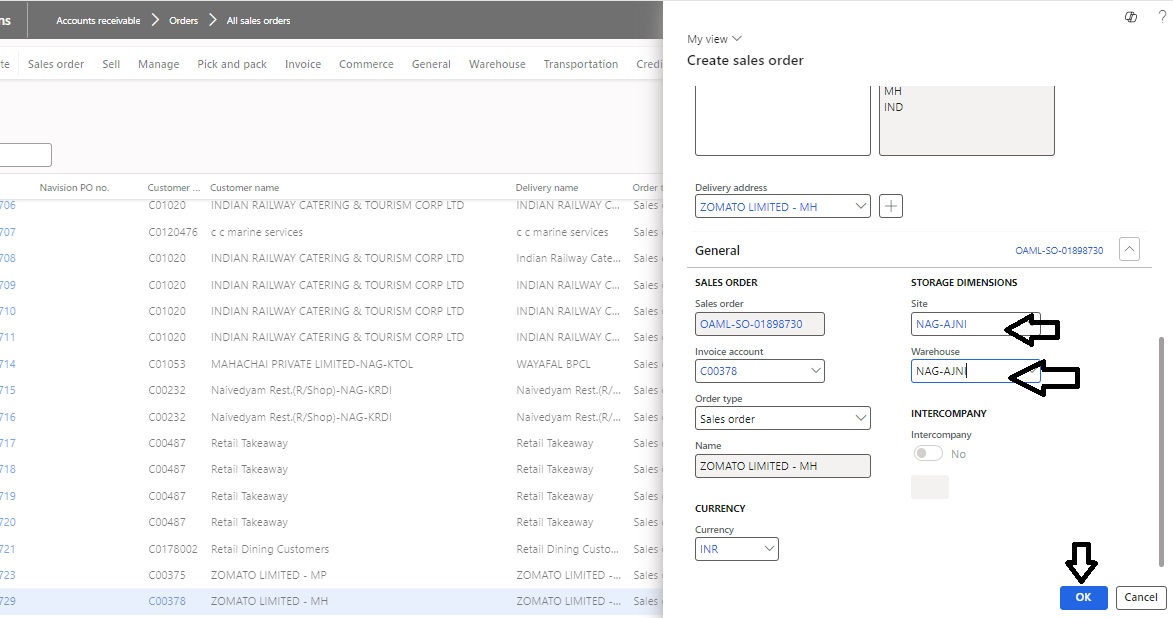 ns
Accounts receivable > Orders > All sales orders
te Sales order Sell Manage Pick and pack Invoice Commerce General Warehouse Transportation Credi
Navision PO no. Customer ... Customer name Delivery name Order t
706 C01020 INDIAN RAILWAY CATERING & TOURISM CORP LTD INDIAN RAILWAY C... Sales
707 C0120476 c c marine services c c marine services Sales
708 C01020 INDIAN RAILWAY CATERING & TOURISM CORP LTD Indian Railway Cate... Sales
709 C01020 INDIAN RAILWAY CATERING & TOURISM CORP LTD INDIAN RAILWAY C... Sales
710 C01020 INDIAN RAILWAY CATERING & TOURISM CORP LTD INDIAN RAILWAY C... Sales
711 C01020 INDIAN RAILWAY CATERING & TOURISM CORP LTD INDIAN RAILWAY C... Sales
714 C01053 MAHACHAI PRIVATE LIMITED-NAG-KTOL WAYAFAL BPCL Sales
715 C00232 Naivedyam Rest.(R/Shop)-NAG-KRDI Naivedyam Rest.(R/... Sales
716 C00232 Naivedyam Rest.(R/Shop)-NAG-KRDI Naivedyam Rest.(R/... Sales
717 C00487 Retail Takeaway Retail Takeaway Sales
718 C00487 Retail Takeaway Retail Takeaway Sales
719 C00487 Retail Takeaway Retail Takeaway Sales
720 C00487 Retail Takeaway Retail Takeaway Sales
721 C0178002 Retail Dining Customers Retail Dining Custo... Sales
723 C00375 ZOMATO LIMITED - MP ZOMATO LIMITED -... Sales
729 C00378 ZOMATO LIMITED - MH ZOMATO LIMITED -... Sales
?
My view
Create sales order
MH
IND
Delivery address
ZOMATO LIMITED - MH
General OAML-SO-01898730
SALES ORDER
Sales order
OAML-SO-01898730
Invoice account
C00378
Order type
Sales order
Name
ZOMATO LIMITED - MH
CURRENCY
Currency
INR
STORAGE DIMENSIONS
Site
NAG-AJNI
Warehouse
NAG-AJNI
INTERCOMPANY
Intercompany
No
OK Cancel